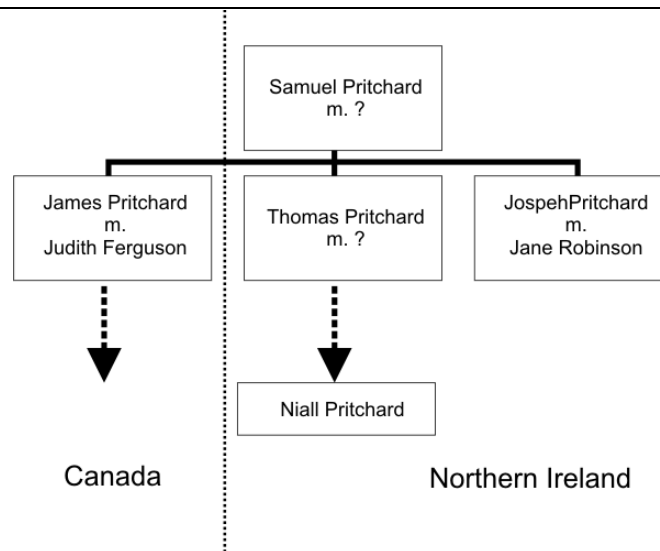 Samuel Pritchard
m. ?
James Pritchard
m.
Judith Ferguson
Thomas Pritchard
m. ?
JospehPritchard
m.
Jane Robinson
Niall Pritchard
Canada
Northern Ireland